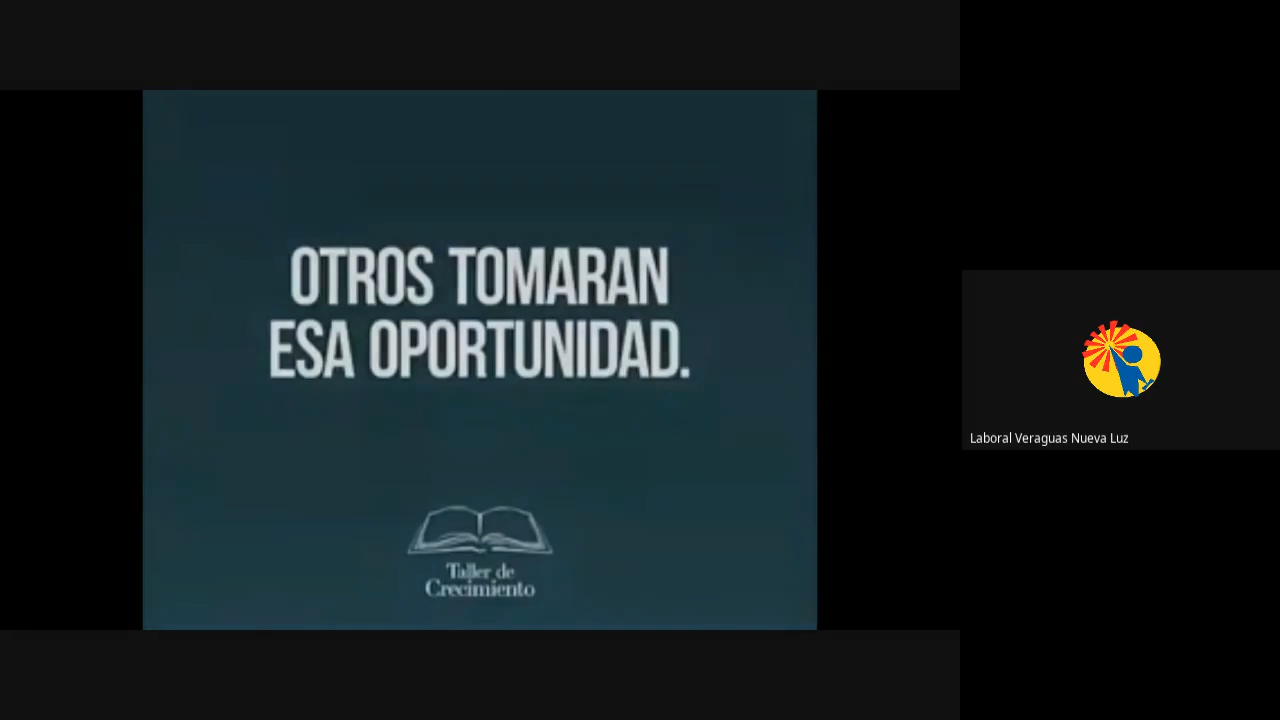 OTROS TOMARAN
ESA OPORTUNIDAD.
Taller de
Crecimiento
Laboral Veraguas Nueva Luz